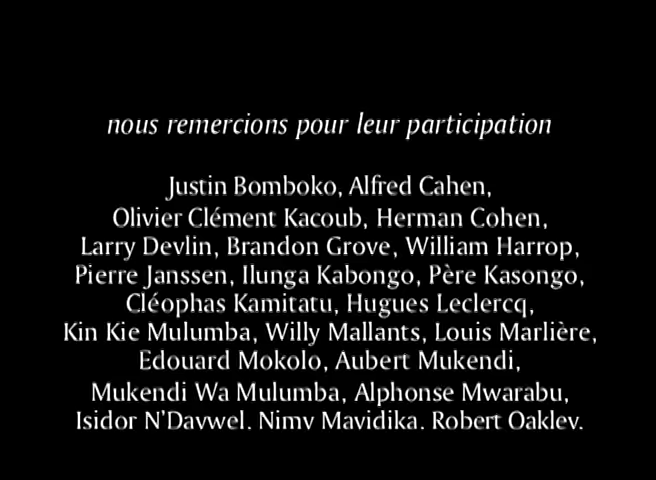 nous remercions pour leur participation
Justin Bomboko, Alfred Cahen,
Olivier Clément Kacoub, Herman Cohen,
Larry Devlin, Brandon Grove, William Harrop,
Pierre Janssen, Ilunga Kabongo, Père Kasongo,
Cléophas Kamitatu, Hugues Leclercq,
Kin Kie Mulumba, Willy Mallants, Louis Marlière,
Edouard Mokolo, Aubert Mukendi,
Mukendi Wa Mulumba, Alphonse Mwarabu,
Isidor N'Daywel, Nimy Mayidika, Robert Oakley,